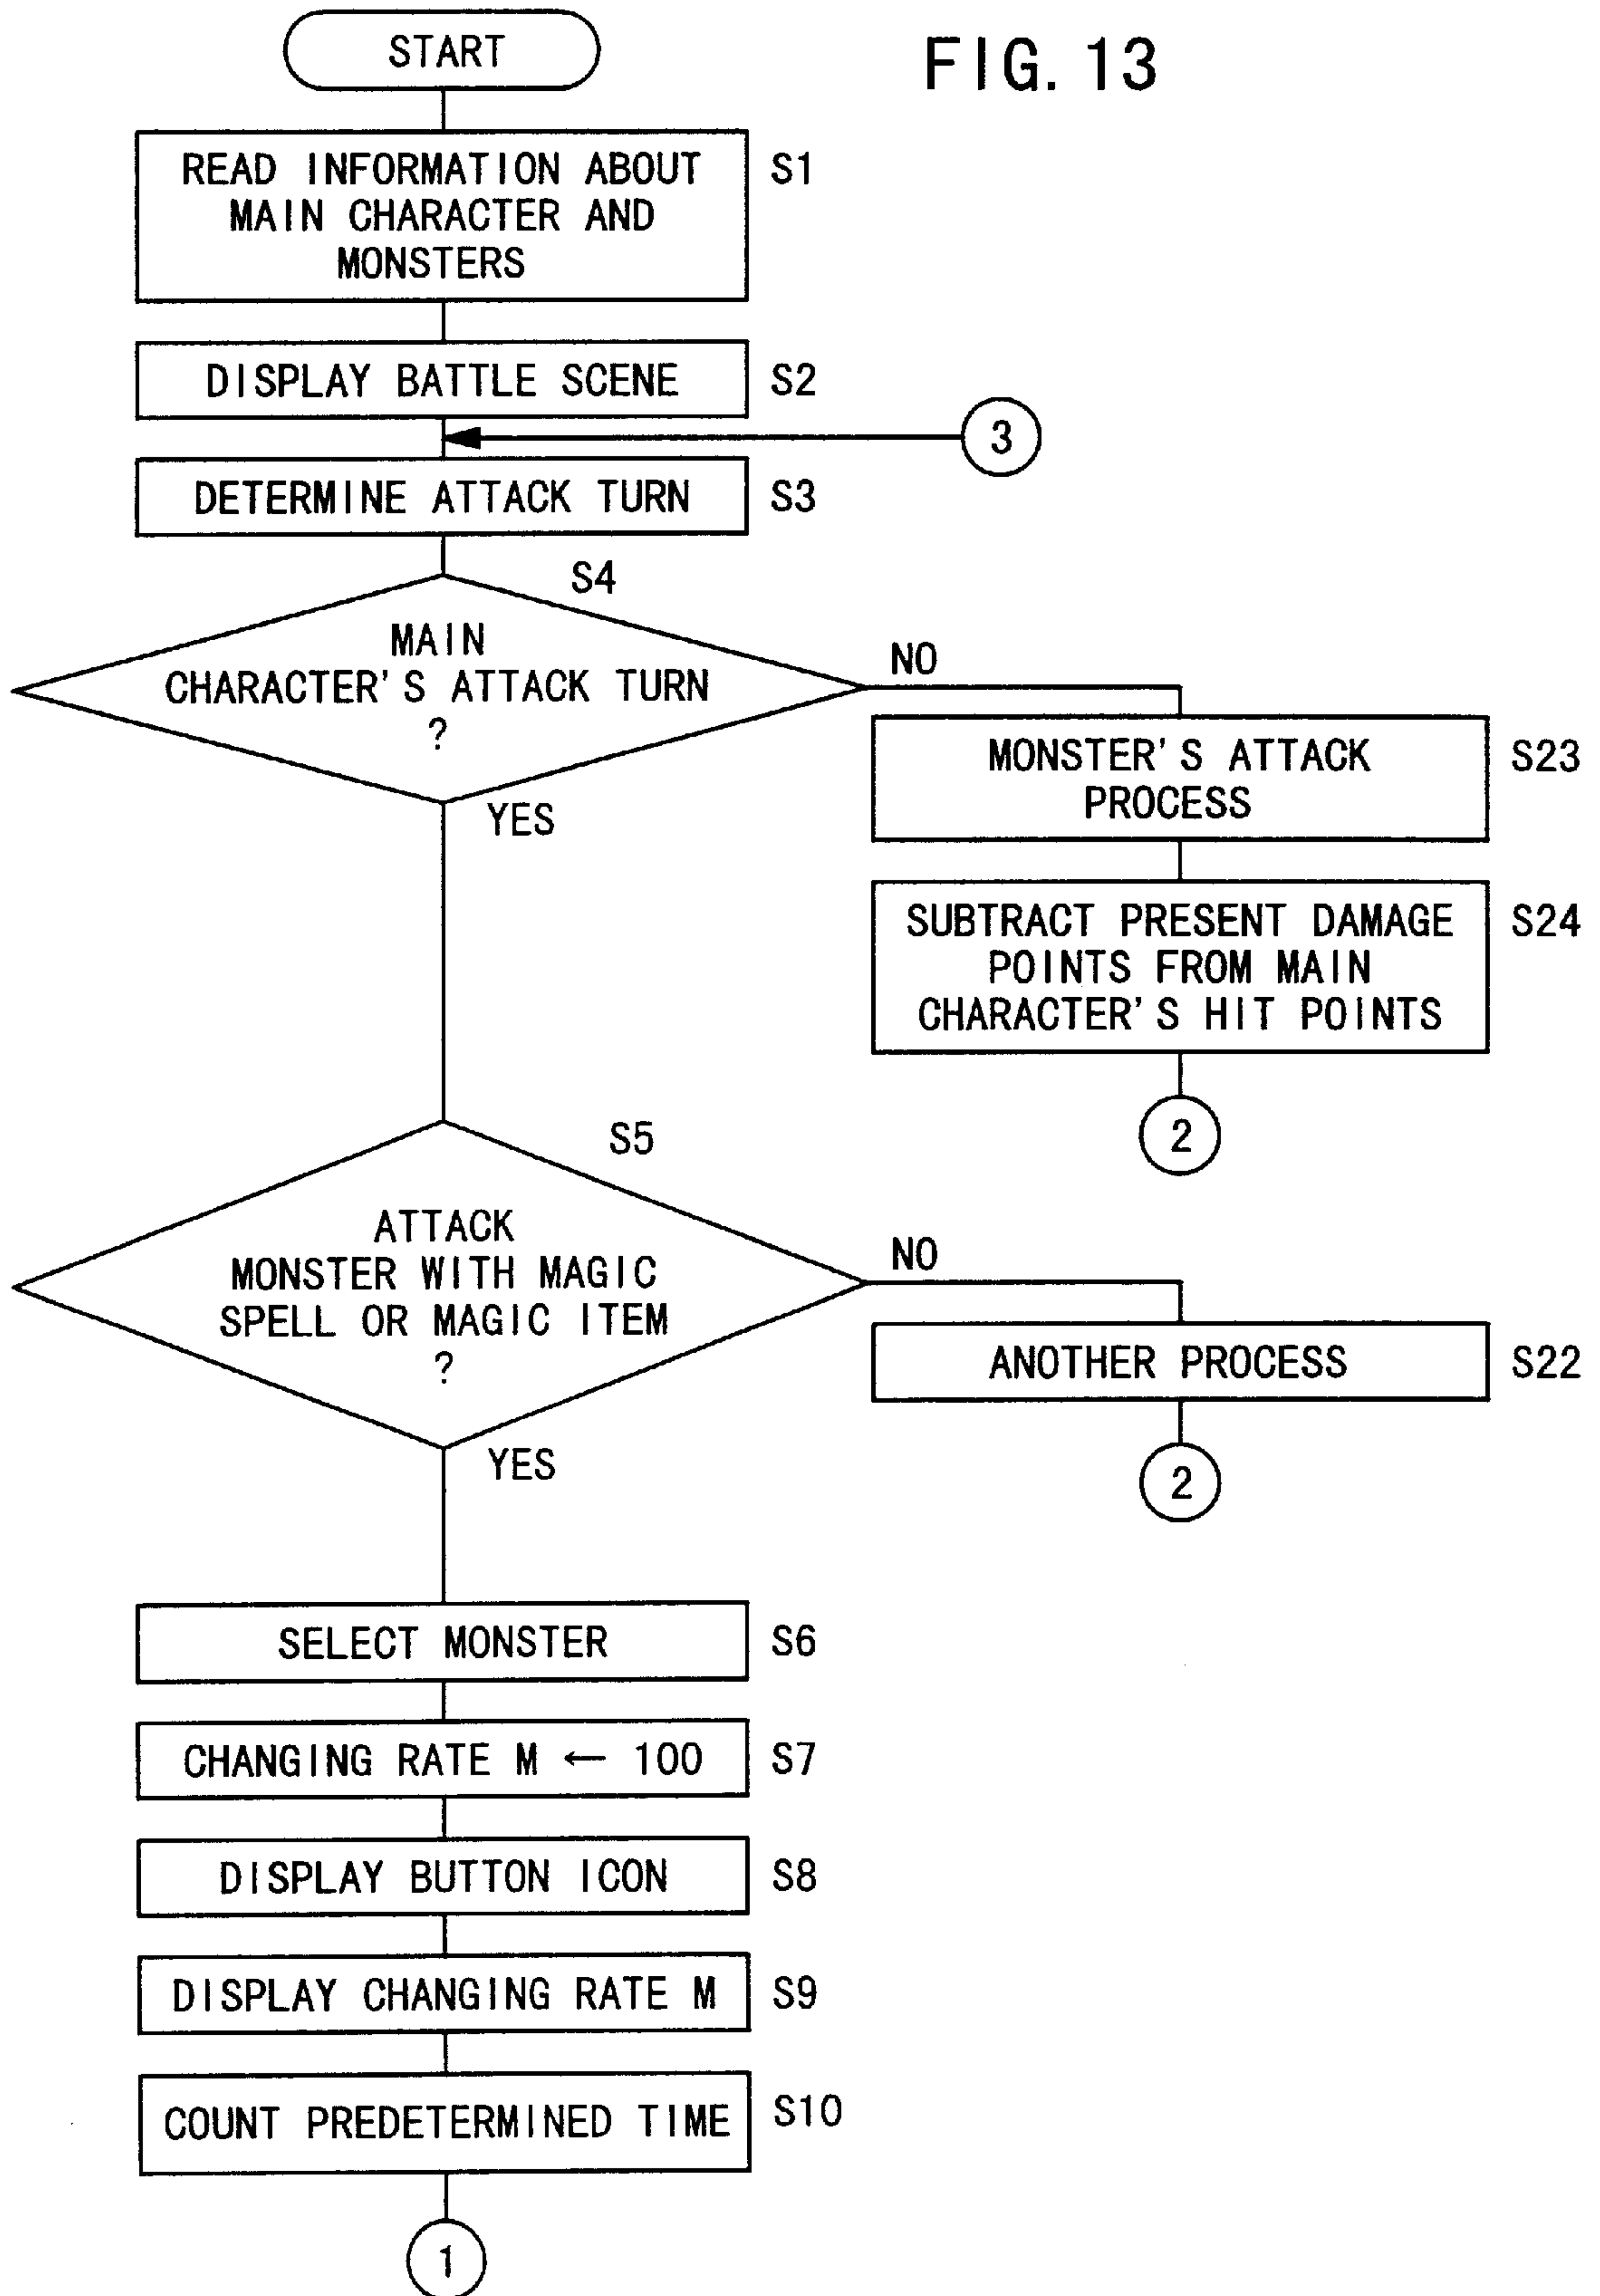 START
FIG. 13
READ INFORMATION ABOUT
MAIN CHARACTER AND
MONSTERS
S1
DISPLAY BATTLE SCENE
S2
3
DETERMINE ATTACK TURN
S3
S4
MAIN
CHARACTER'S ATTACK TURN
?
NO
YES
MONSTER'S ATTACK
PROCESS
S23
SUBTRACT PRESENT DAMAGE
POINTS FROM MAIN
CHARACTER'S HIT POINTS
S24
2
S5
ATTACK
MONSTER WITH MAGIC
SPELL OR MAGIC ITEM
?
NO
YES
ANOTHER PROCESS
S22
2
SELECT MONSTER
S6
CHANGING RATE M ← 100
S7
DISPLAY BUTTON ICON
S8
DISPLAY CHANGING RATE M
S9
COUNT PREDETERMINED TIME
S10
1